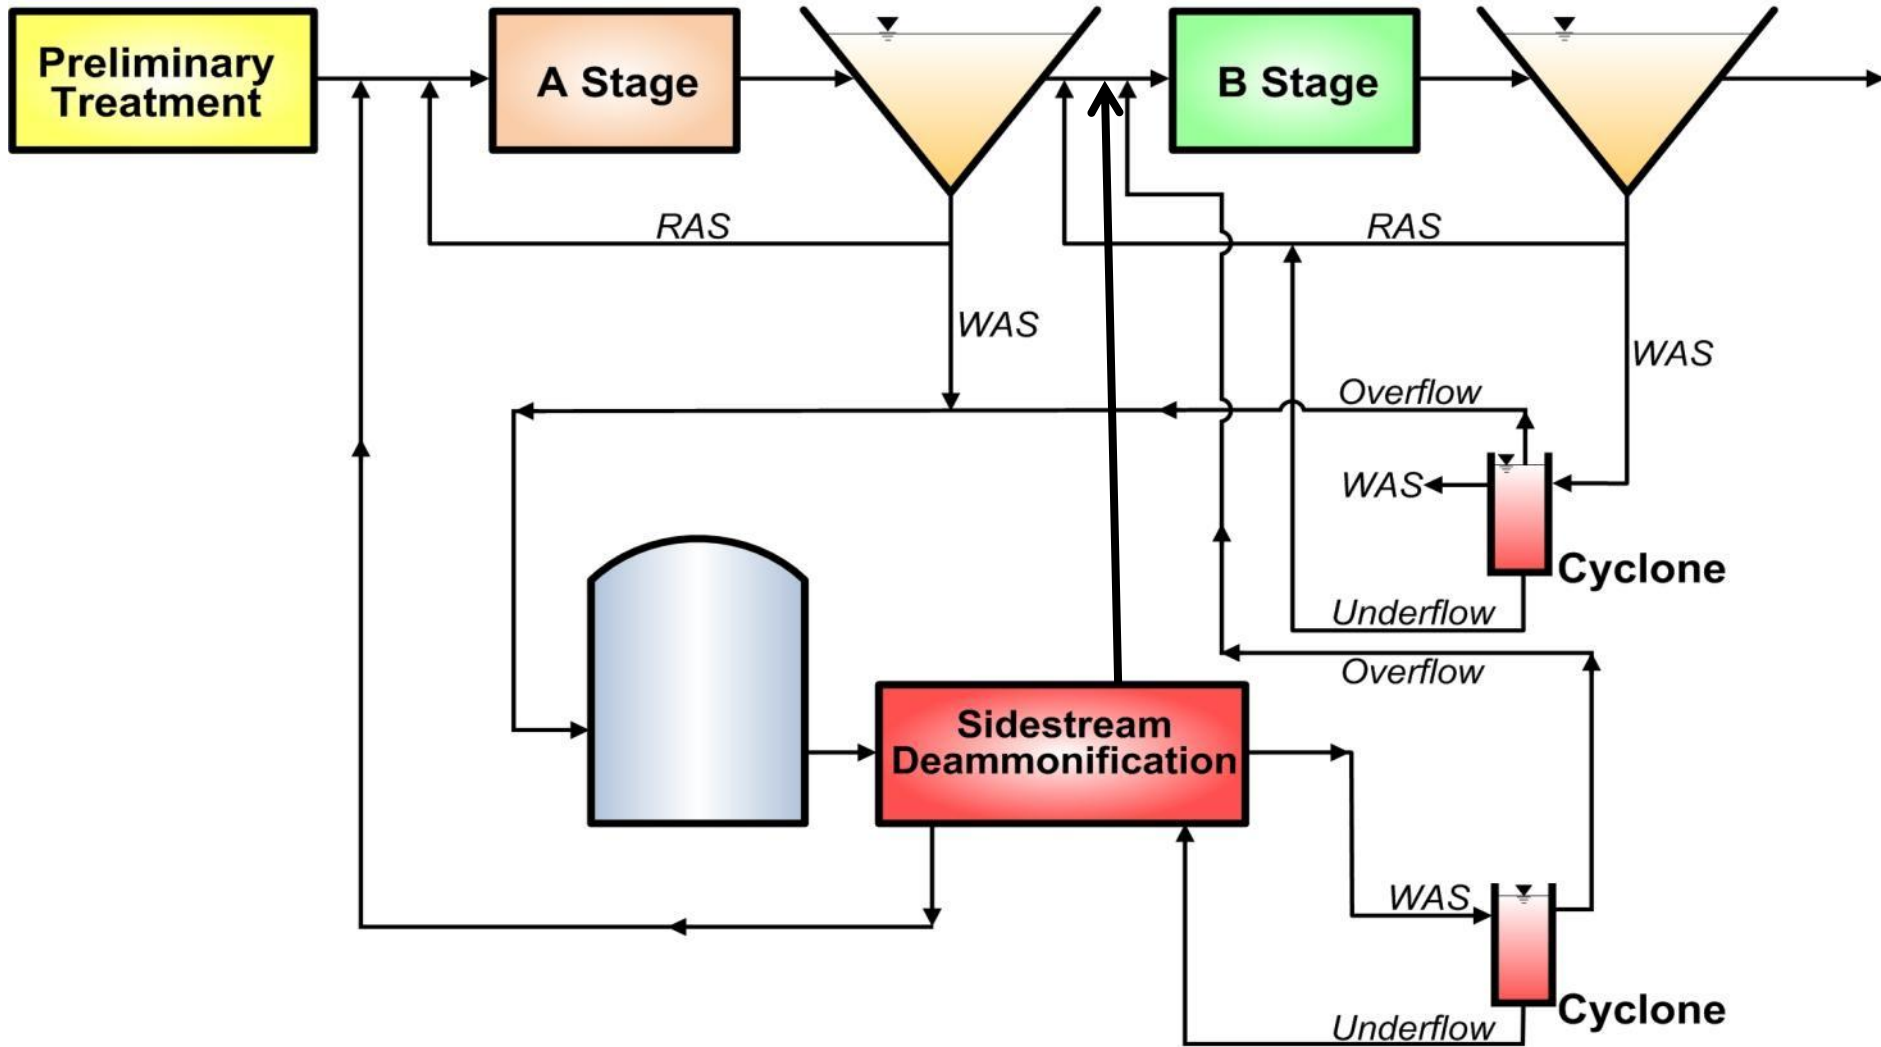 Preliminary
Treatment
A Stage
B Stage
RAS
RAS
WAS
WAS
Overflow
WAS
Cyclone
Underflow
Overflow
Sidestream
Deammonification
WAS
Cyclone
Underflow